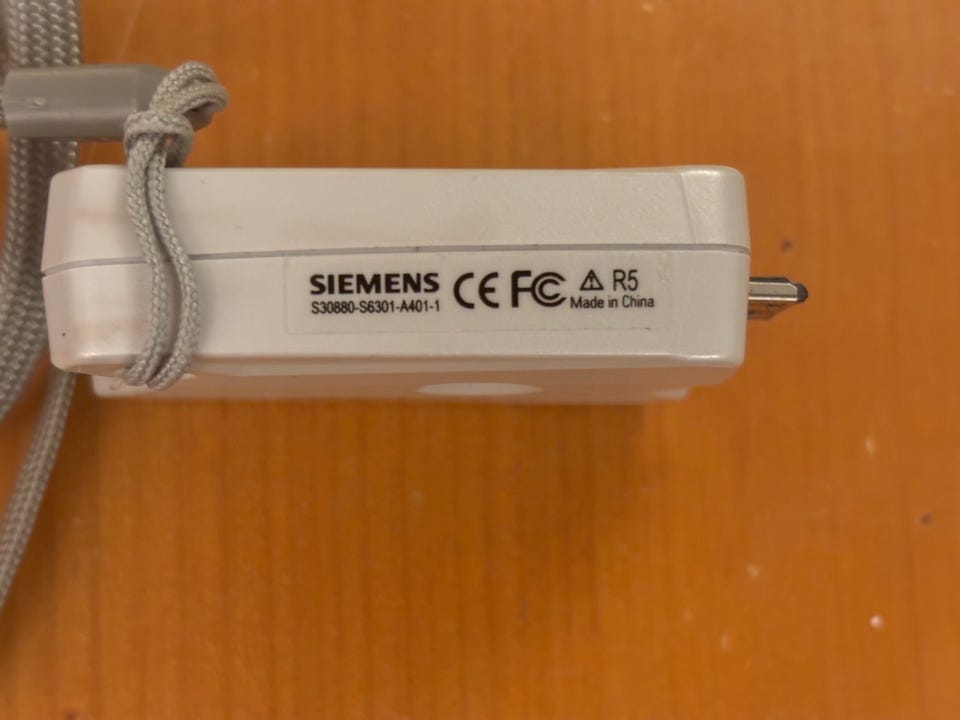 SIEMENS
S30880-S6301-A401-1
CE FC R5
Made in China